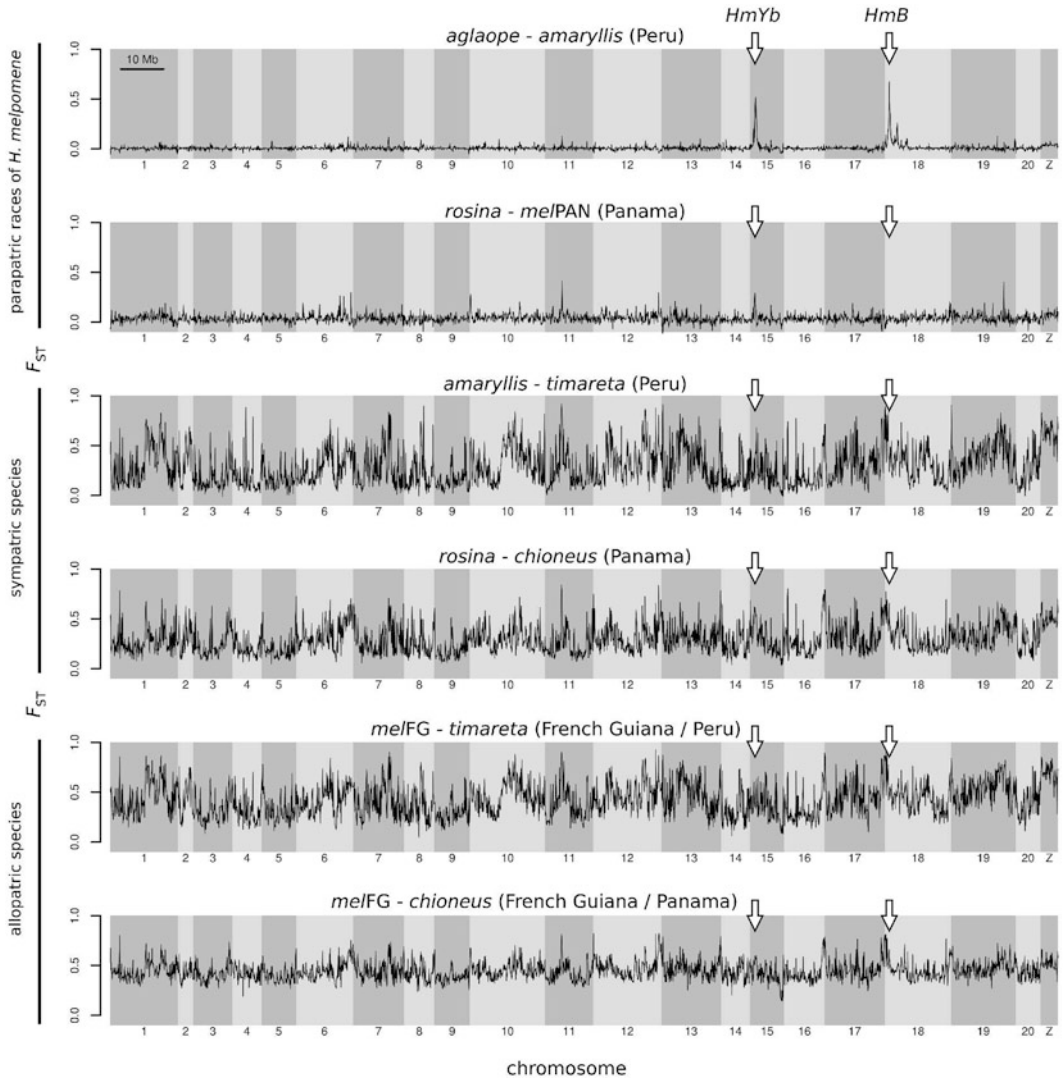 HmYb HmB
aglaope - amaryllis (Peru)
10 Mb
1.0
0.5
0.0
1 2 3 4 5 6 7 8 9 10 11 12 13 14 15 16 17 18 19 20 Z
rosina - melPAN (Panama)
1.0
0.5
0.0
1 2 3 4 5 6 7 8 9 10 11 12 13 14 15 16 17 18 19 20 Z
parapatric races of H. melpomene
FST
amaryllis - timareta (Peru)
1.0
0.5
0.0
1 2 3 4 5 6 7 8 9 10 11 12 13 14 15 16 17 18 19 20 Z
rosina - chioneus (Panama)
1.0
0.5
0.0
1 2 3 4 5 6 7 8 9 10 11 12 13 14 15 16 17 18 19 20 Z
sympatric species
FST
melFG - timareta (French Guiana / Peru)
1.0
0.5
0.0
1 2 3 4 5 6 7 8 9 10 11 12 13 14 15 16 17 18 19 20 Z
melFG - chioneus (French Guiana / Panama)
1.0
0.5
0.0
1 2 3 4 5 6 7 8 9 10 11 12 13 14 15 16 17 18 19 20 Z
allopatric species
chromosome